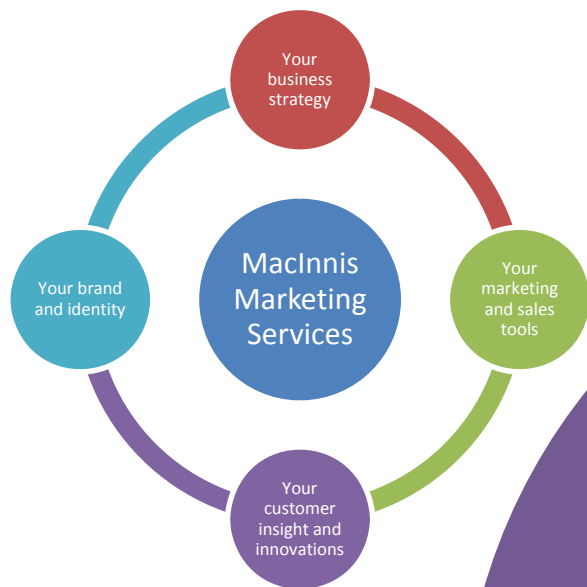 Your
business
strategy
Your brand
and identity
MacInnis
Marketing
Services
Your
marketing
and sales
tools
Your
customer
insight and
innovations